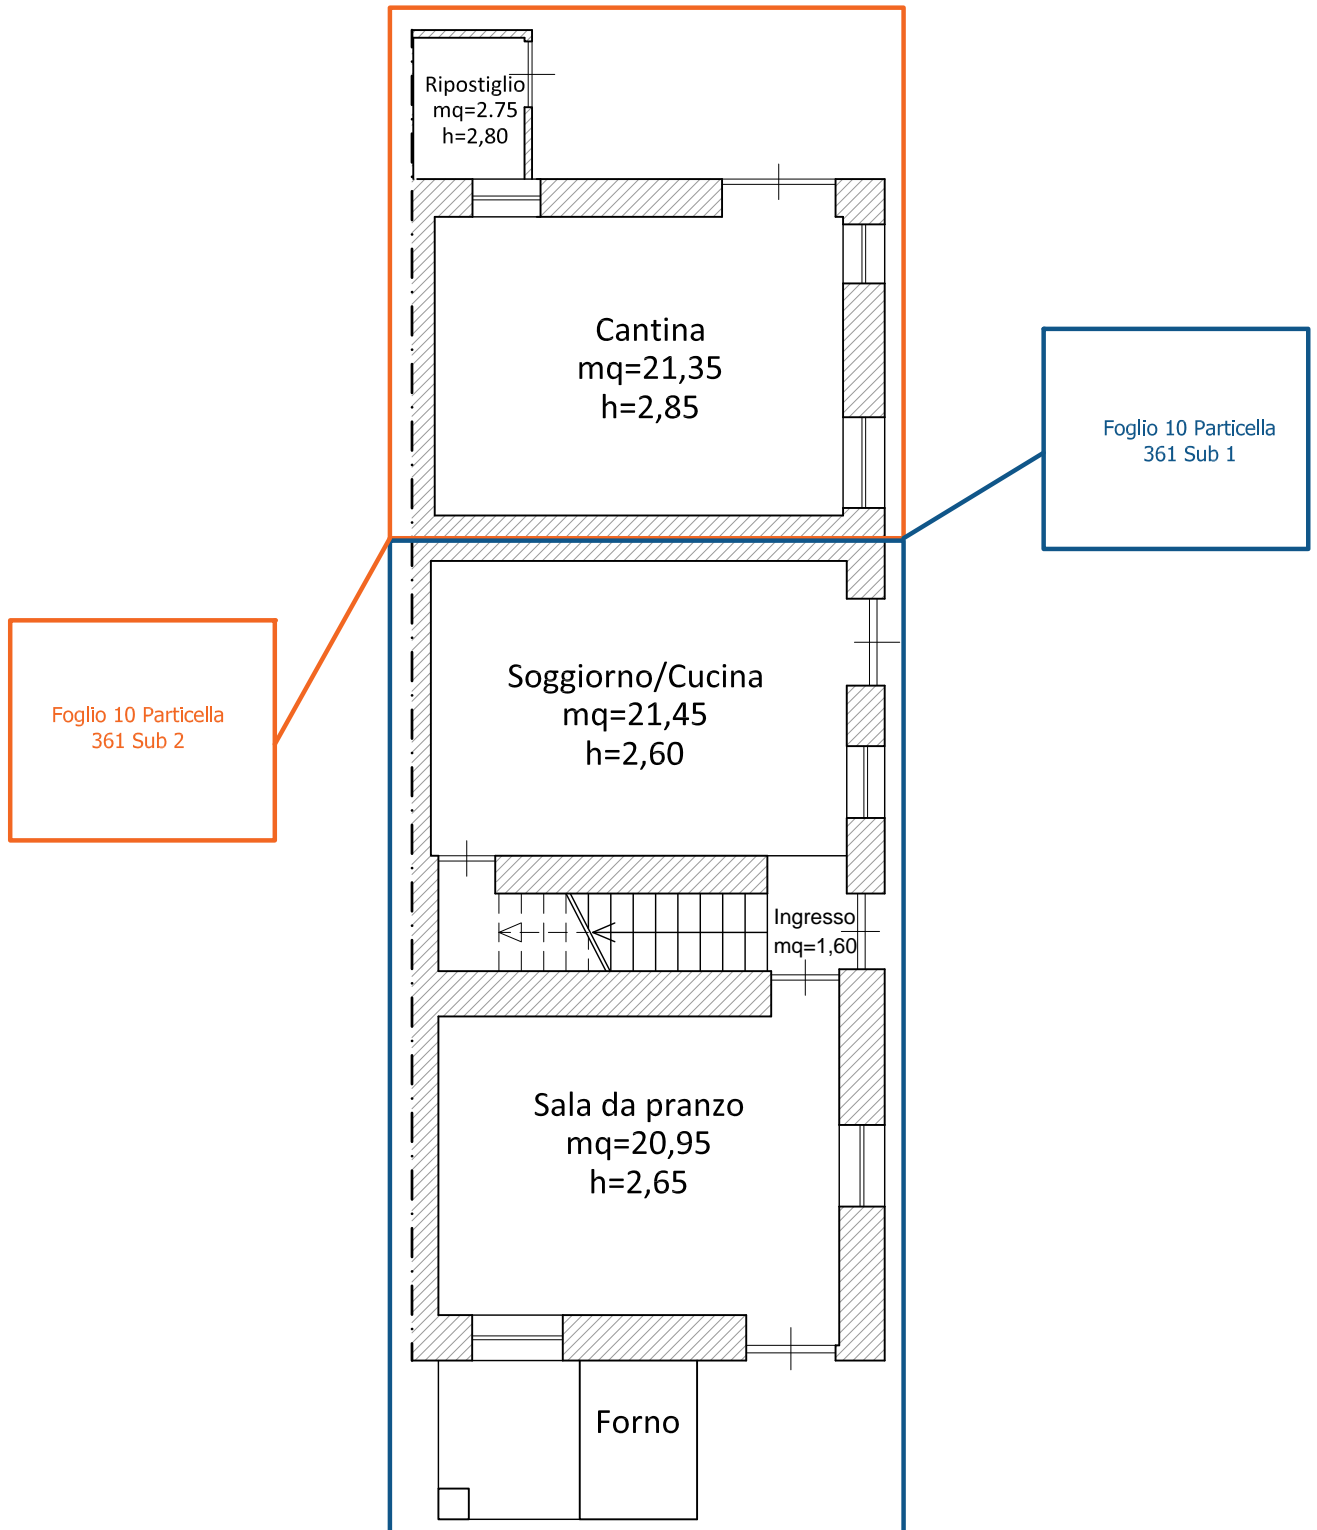 Ripostiglio
mq=2.75
h=2,80
Cantina
mq=21,35
h=2,85
Foglio 10 Particella
361 Sub 1
Soggiorno/Cucina
mq=21,45
h=2,60
Foglio 10 Particella
361 Sub 2
Ingresso
mq=1,60
Sala da pranzo
mq=20,95
h=2,65
Forno